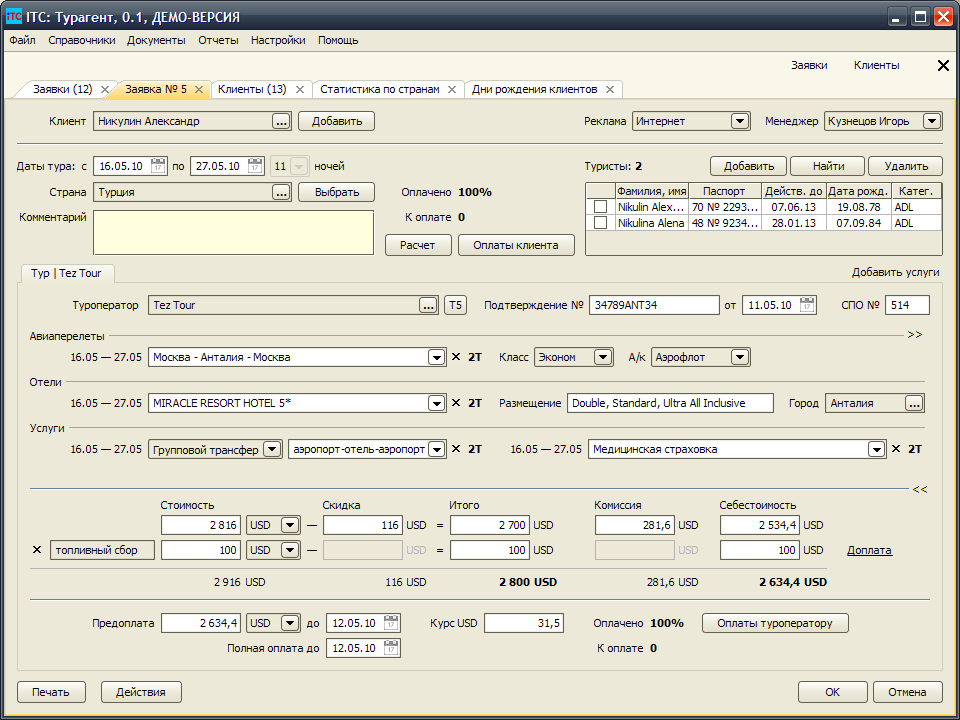 iTC ITC: Турагент, 0.1, ДЕМО-ВЕРСИЯ
Файл Справочники Документы Отчеты Настройки Помощь
Заявки Клиенты
Заявки (12) Заявка № 5 Клиенты (13) Статистика по странам Дни рождения клиентов
Клиент Никулин Александр ... Добавить Реклама Интернет Менеджер Кузнецов Игорь
Даты тура: с 16.05.10 17 по 27.05.10 17 11 ночей Туристы: 2 Добавить Найти Удалить
Страна Турция ... Выбрать Оплачено 100% Фамилия, имя Паспорт Действ. до Дата рожд. Катег.
Nikulin Alex... 70 № 2293... 07.06.13 19.08.78 ADL
Комментарий К оплате 0 Nikulina Alena 48 № 9234... 28.01.13 07.09.84 ADL
Расчет Оплаты клиента
Тур | Tez Tour Добавить услуги
Туроператор Tez Tour ... T5 Подтверждение № 34789ANT34 от 11.05.10 17 СПО № 514
Авиаперелеты >>
16.05 — 27.05 Москва - Анталия - Москва 2Т Класс Эконом А/к Аэрофлот
Отели
16.05 — 27.05 MIRACLE RESORT HOTEL 5* 2Т Размещение Double, Standard, Ultra All Inclusive Город Анталия ...
Услуги
16.05 — 27.05 Групповой трансфер аэропорт-отель-аэропорт 2Т 16.05 — 27.05 Медицинская страховка 2Т
<<
Стоимость Скидка Итого Комиссия Себестоимость
2 816 USD — 116 USD = 2 700 USD 281,6 USD 2 534,4 USD
топливный сбор 100 USD — USD = 100 USD USD 100 USD Доплата
2 916 USD 116 USD 2 800 USD 281,6 USD 2 634,4 USD
Предоплата 2 634,4 USD до 12.05.10 17 Курс USD 31,5 Оплачено 100% Оплаты туроператору
Полная оплата до 12.05.10 17 К оплате 0
Печать Действия ОК Отмена